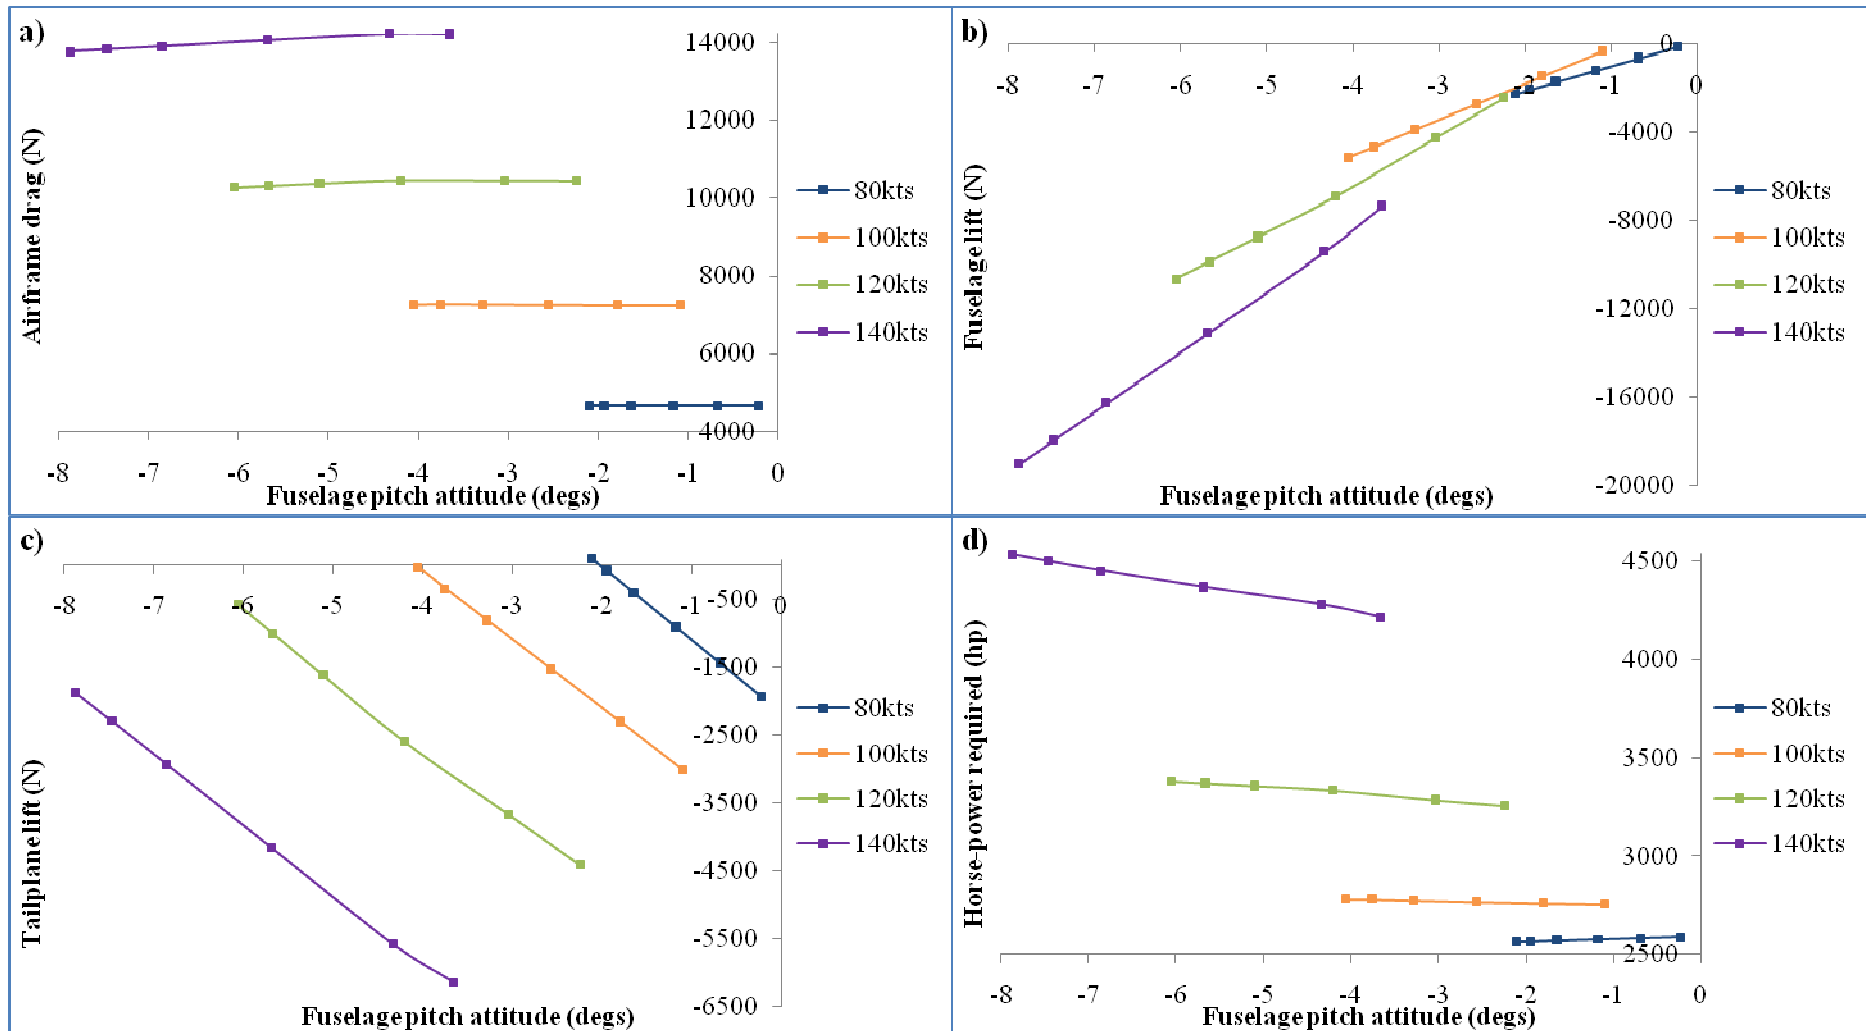 a)
14000
12000
10000
8000
6000
4000
-8 -7 -6 -5 -4 -3 -2 -1 0
Airframe drag (N)
Fuselage pitch attitude (degs)
80kts
100kts
120kts
140kts
b)
0
-8 -7 -6 -5 -4 -3 -2 -1 0
-4000
-8000
-12000
-16000
-20000
Fuselage lift (N)
Fuselage pitch attitude (degs)
80kts
100kts
120kts
140kts
c)
-8 -7 -6 -5 -4 -3 -2 -1 0
-500
-1500
-2500
-3500
-4500
-5500
-6500
Tailplane lift (N)
Fuselage pitch attitude (degs)
80kts
100kts
120kts
140kts
d)
4500
4000
3500
3000
2500
-8 -7 -6 -5 -4 -3 -2 -1 0
Horse-power required (hp)
Fuselage pitch attitude (degs)
80kts
100kts
120kts
140kts